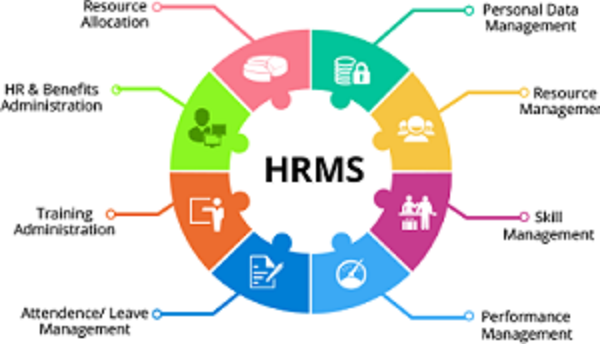 Resource
Allocation
Personal Data
Management
HR & Benefits
Administration
Resource
Managemer
HRMS
Training
Administration
Skill
Management
Attendence/ Leave
Management
Performance
Management